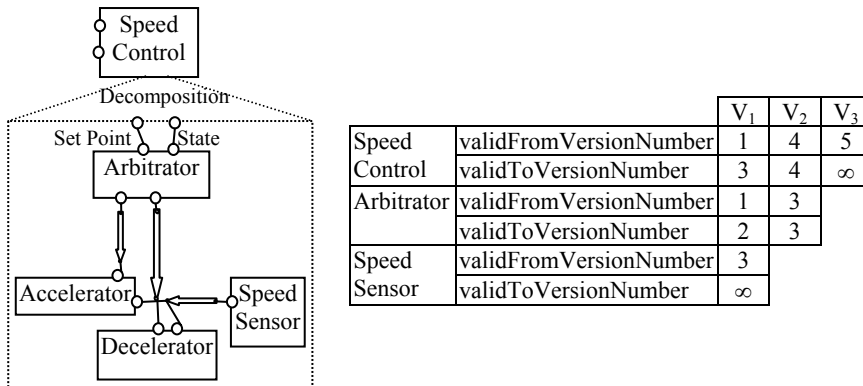 Speed
Control
Decomposition
Set Point State
Arbitrator
Accelerator
Speed
Sensor
Decelerator
V1 V2 V3
Speed Control validFromVersionNumber 1 4 5
validToVersionNumber 3 4 ∞
Arbitrator validFromVersionNumber 1 3
validToVersionNumber 2 3
Speed Sensor validFromVersionNumber 3
validToVersionNumber ∞